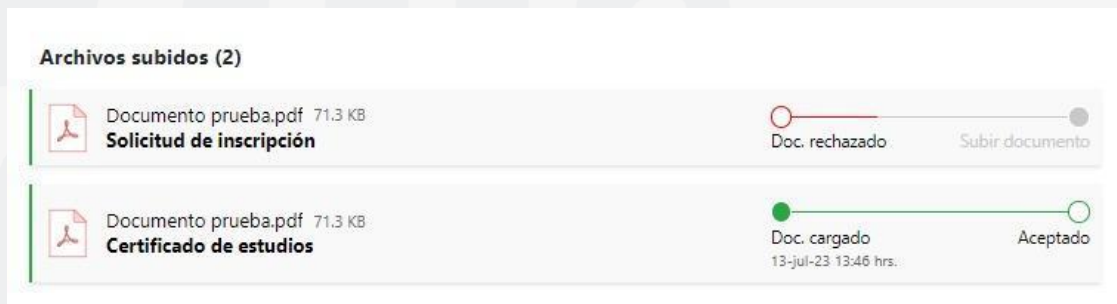 Archivos subidos (2)
Documento prueba.pdf 71.3 KB
Solicitud de inscripción
Doc. rechazado
Subir documento
Documento prueba.pdf 71.3 KB
Certificado de estudios
Doc. cargado
13-jul-23 13:46 hrs.
Aceptado